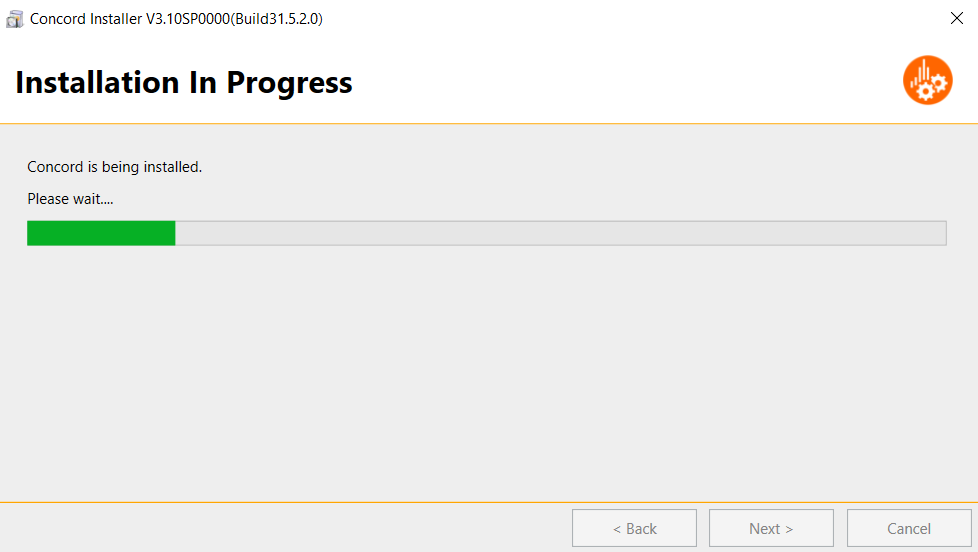 Concord Installer V3.10SP0000(Build31.5.2.0)
Installation In Progress
Concord is being installed.
Please wait....
< Back
Next >
Cancel